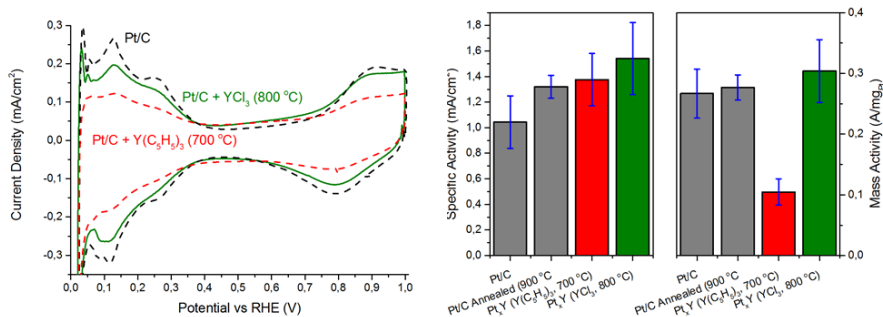 Current Density (mA/cm²)
0,3
0,2
0,1
0,0
0,1
0,2
0,3
Pt/C
Pt/C + YCl₃ (800 °C)
Pt/C + Y(C₅H₅)₃ (700 °C)
0,0 0,1 0,2 0,3 0,4 0,5 0,6 0,7 0,8 0,9 1,0
Potential vs RHE (V)
Specific Activity (mA/cm⁻)
1,8
1,6
1,4
1,2
1,0
0,8
0,6
0,4
0,2
0,0
Pt/C
Pt/C Annealed (900 °C
PtₓY (Y(C₅H₅)₃, 700 °C)
PtₓY (YCl₃, 800 °C)
Pt/C
Pt/C Annealed (900 °C
PtₓY (Y(C₅H₅)₃, 700 °C)
PtₓY (YCl₃, 800 °C)
0,4
0,3
0,2
0,1
0,0
Mass Activity (A/mg_Pt)